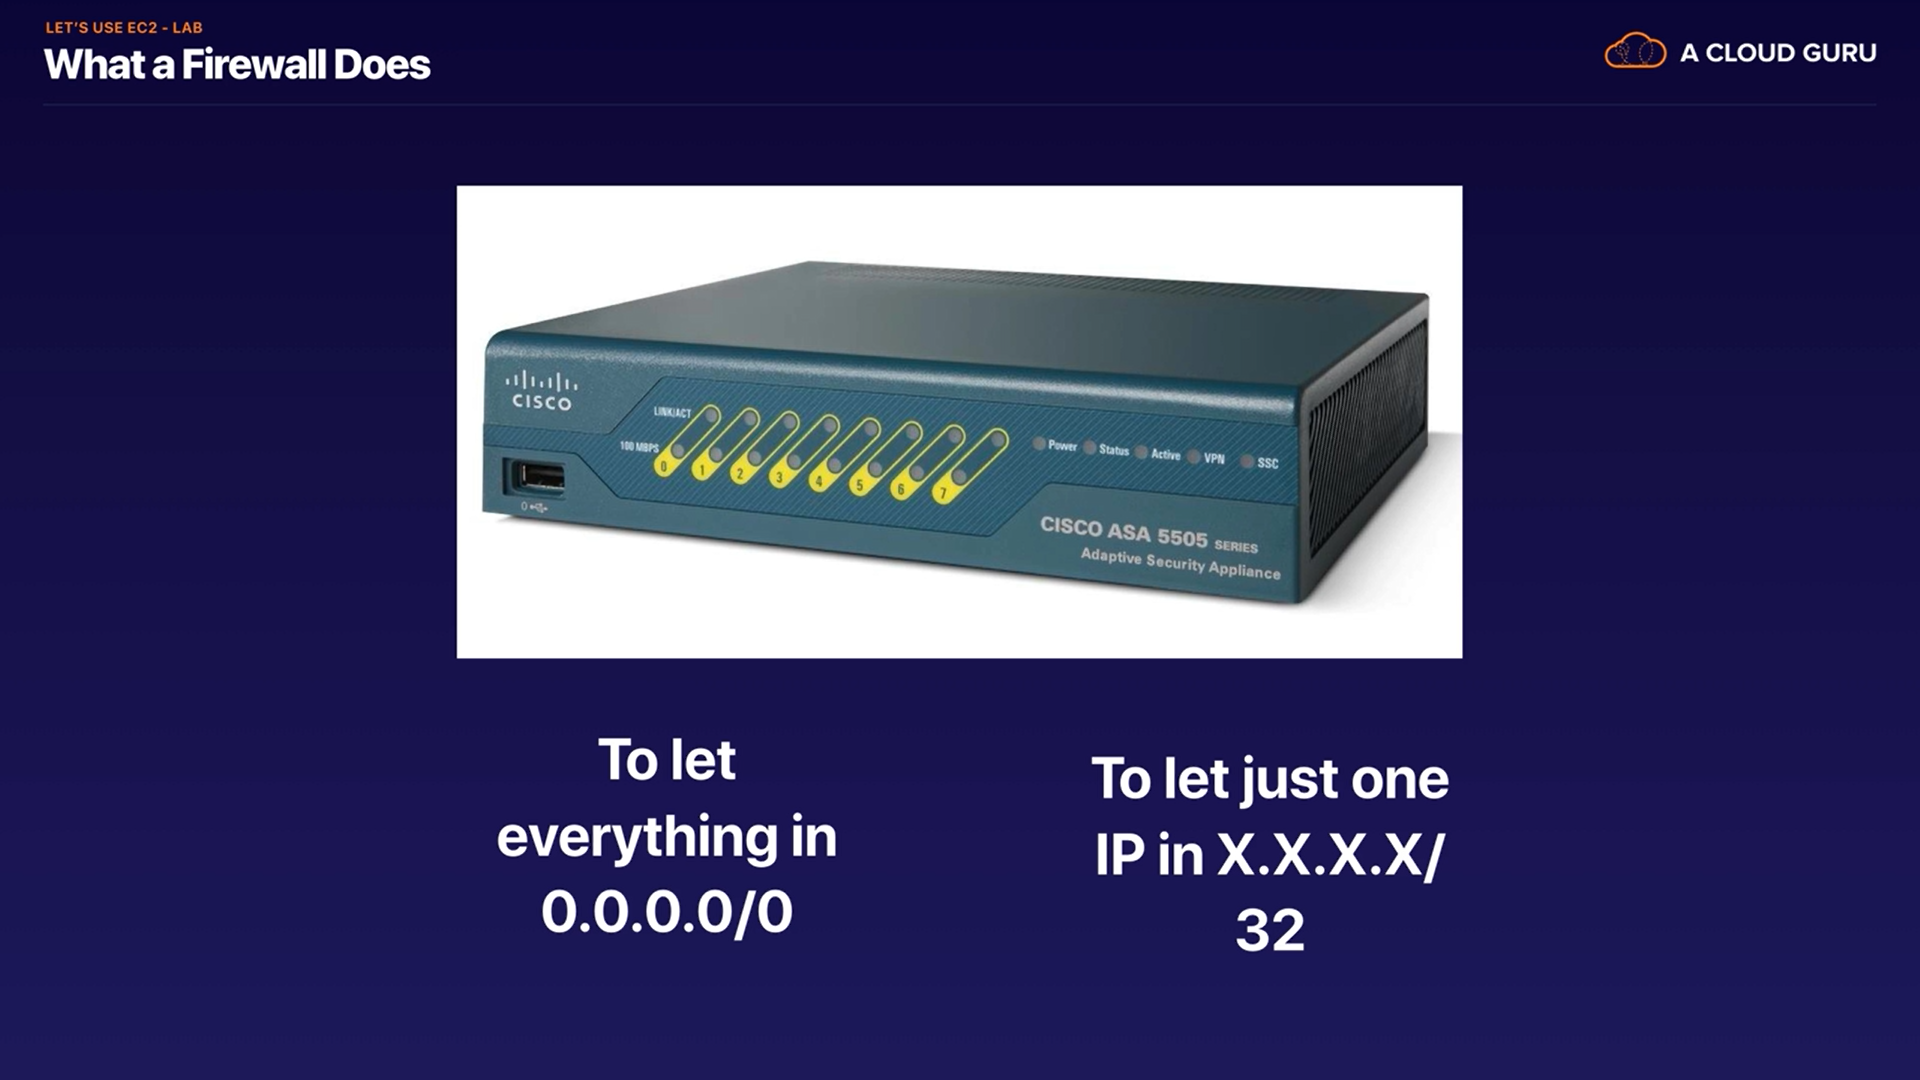 LET'S USE EC2 - LAB
What a Firewall Does
A CLOUD GURU
CISCO
LINK/ACT
100 MBPS
0 1 2 3 4 5 6 7
Power Status Active VPN SSC
0
CISCO ASA 5505 SERIES
Adaptive Security Appliance
To let
everything in
0.0.0.0/0
To let just one
IP in X.X.X.X/
32